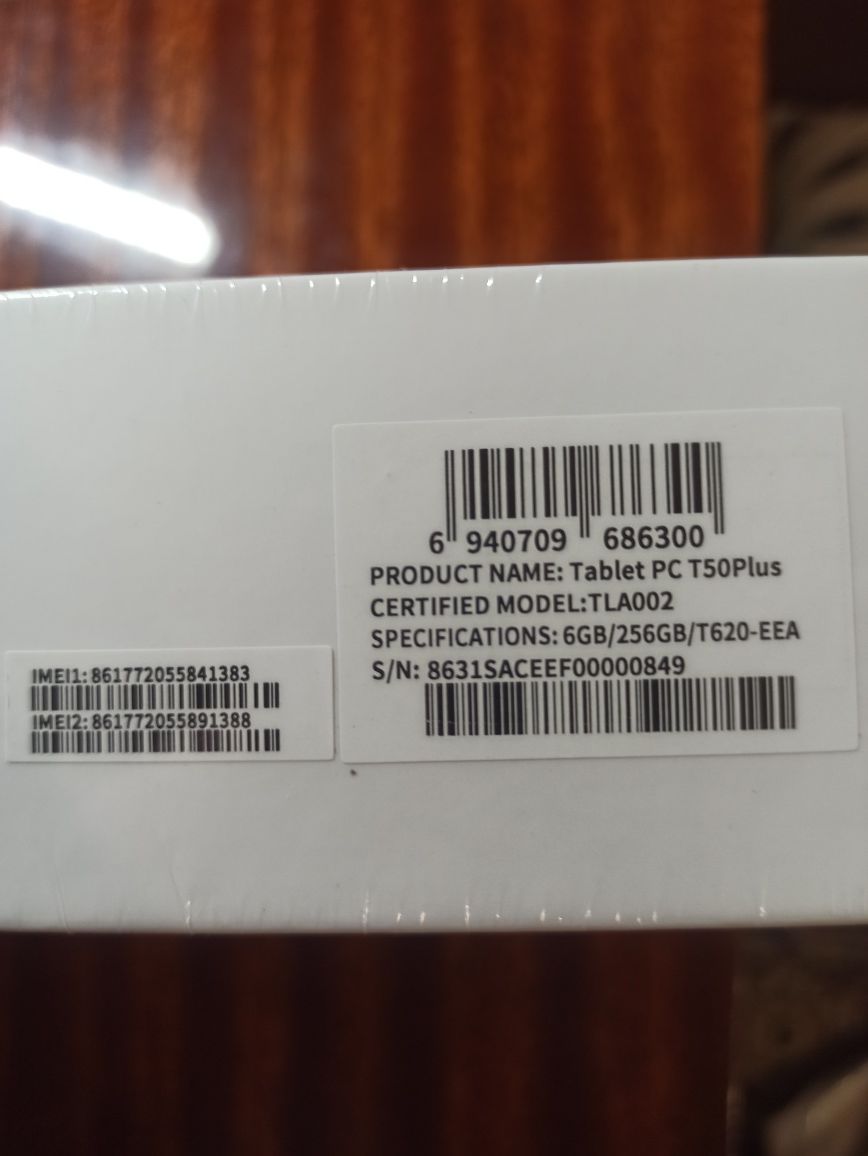 6 940709 686300
PRODUCT NAME: Tablet PC T50Plus
CERTIFIED MODEL:TLA002
SPECIFICATIONS: 6GB/256GB/T620-EEA
S/N: 8631SACEEF00000849
IMEI1: 861772055841383
IMEI2: 861772055891388